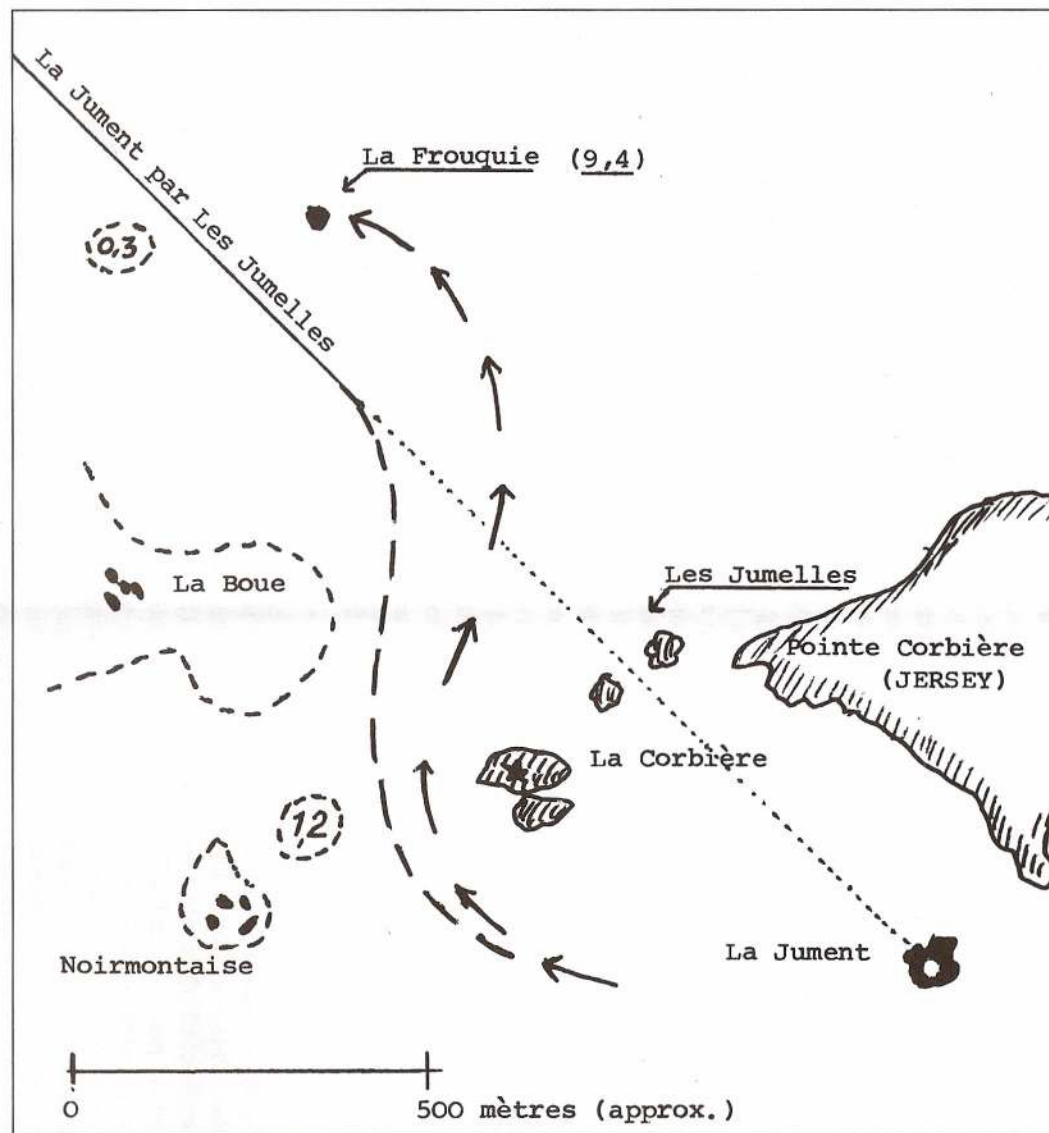 La Jument par Les Jumelles
La Frouquie (9,4)
0,3
La Boue
Les Jumelles
Pointe Corbière
(JERSEY)
La Corbière
12
La Jument
Noirmontaise
0
500 mètres (approx.)